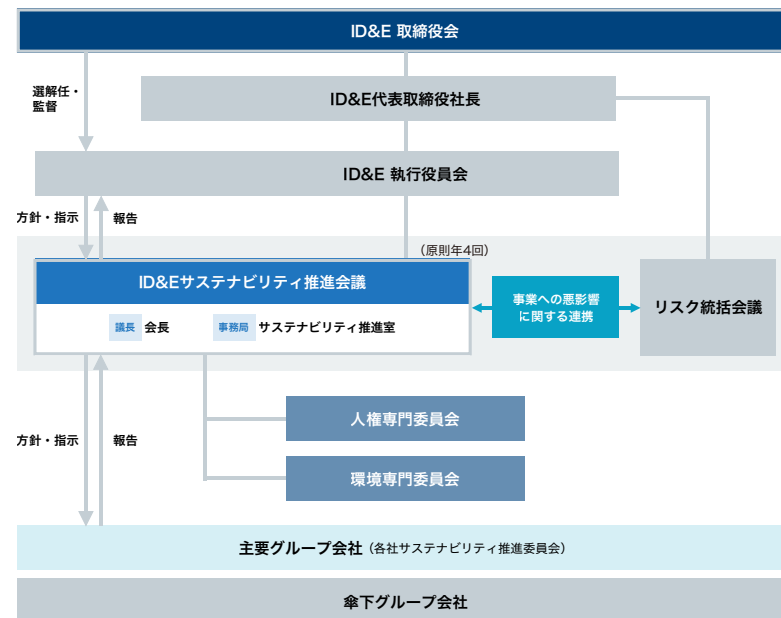 ID&E 取締役会
選解任・
監督
ID&E代表取締役社長
ID&E 執行役員会
方針・指示
報告
（原則年4回）
ID&Eサステナビリティ推進会議
議長 会長
事務局 サステナビリティ推進室
事業への悪影響
に関する連携
リスク統括会議
人権専門委員会
方針・指示
報告
環境専門委員会
主要グループ会社（各社サステナビリティ推進委員会）
傘下グループ会社